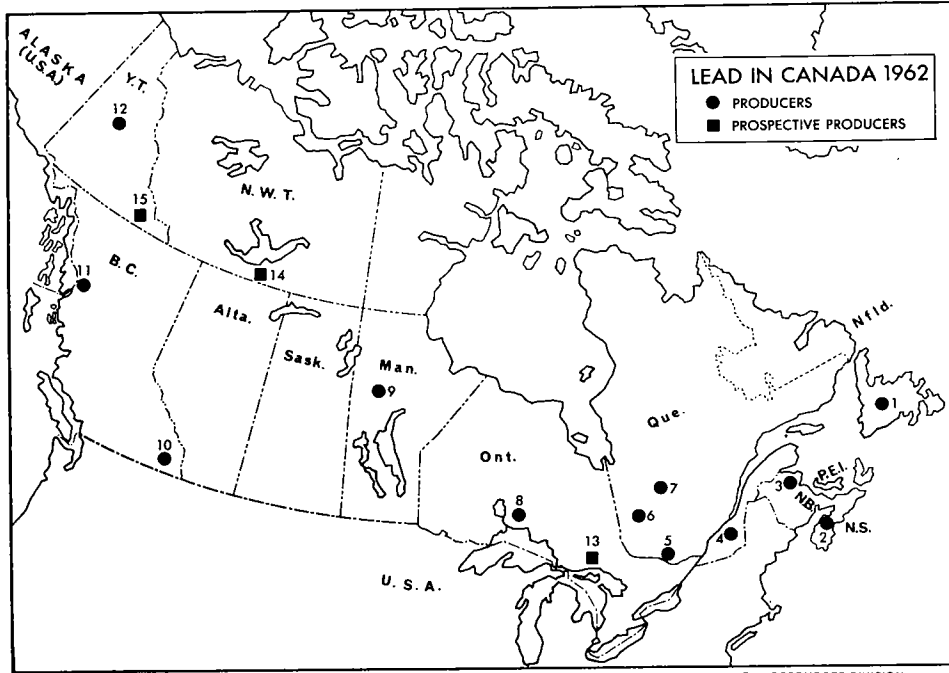 ALASKA
(U.S.A.)
Y.T.
12
LEAD IN CANADA 1962
PRODUCERS
PROSPECTIVE PRODUCERS
N. W. T.
15
14
11
B.C.
Alta.
Sask.
Man.
9
Nfld.
1
Que.
10
Ont.
8
7
6
3
P.E.I.
N.B.
2
N.S.
4
5
13
U. S. A.